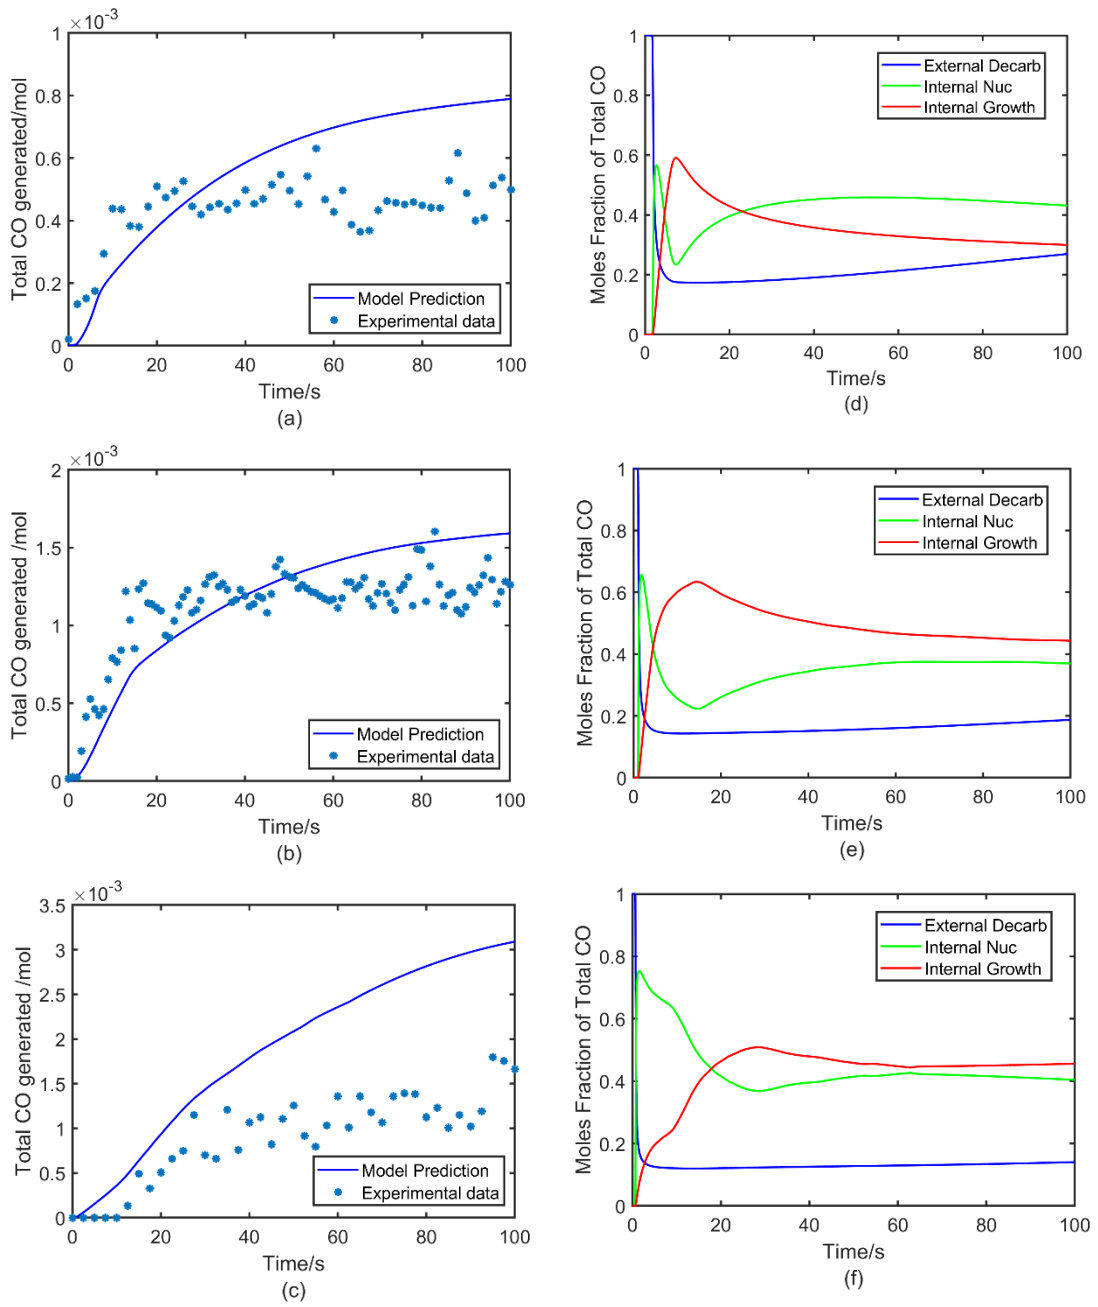 ×10⁻³
1
0.8
0.6
0.4
0.2
0
Total CO generated/mol
Model Prediction
Experimental data
0 20 40 60 80 100
Time/s
(a)
1
0.8
0.6
0.4
0.2
0
Moles Fraction of Total CO
External Decarb
Internal Nuc
Internal Growth
0 20 40 60 80 100
Time/s
(d)
×10⁻³
2
1.5
1
0.5
0
Total CO generated /mol
Model Prediction
Experimental data
0 20 40 60 80 100
Time/s
(b)
1
0.8
0.6
0.4
0.2
0
Moles Fraction of Total CO
External Decarb
Internal Nuc
Internal Growth
0 20 40 60 80 100
Time/s
(e)
×10⁻³
3.5
3
2.5
2
1.5
1
0.5
0
Total CO generated /mol
Model Prediction
Experimental data
0 20 40 60 80 100
Time/s
(c)
1
0.8
0.6
0.4
0.2
0
Moles Fraction of Total CO
External Decarb
Internal Nuc
Internal Growth
0 20 40 60 80 100
Time/s
(f)